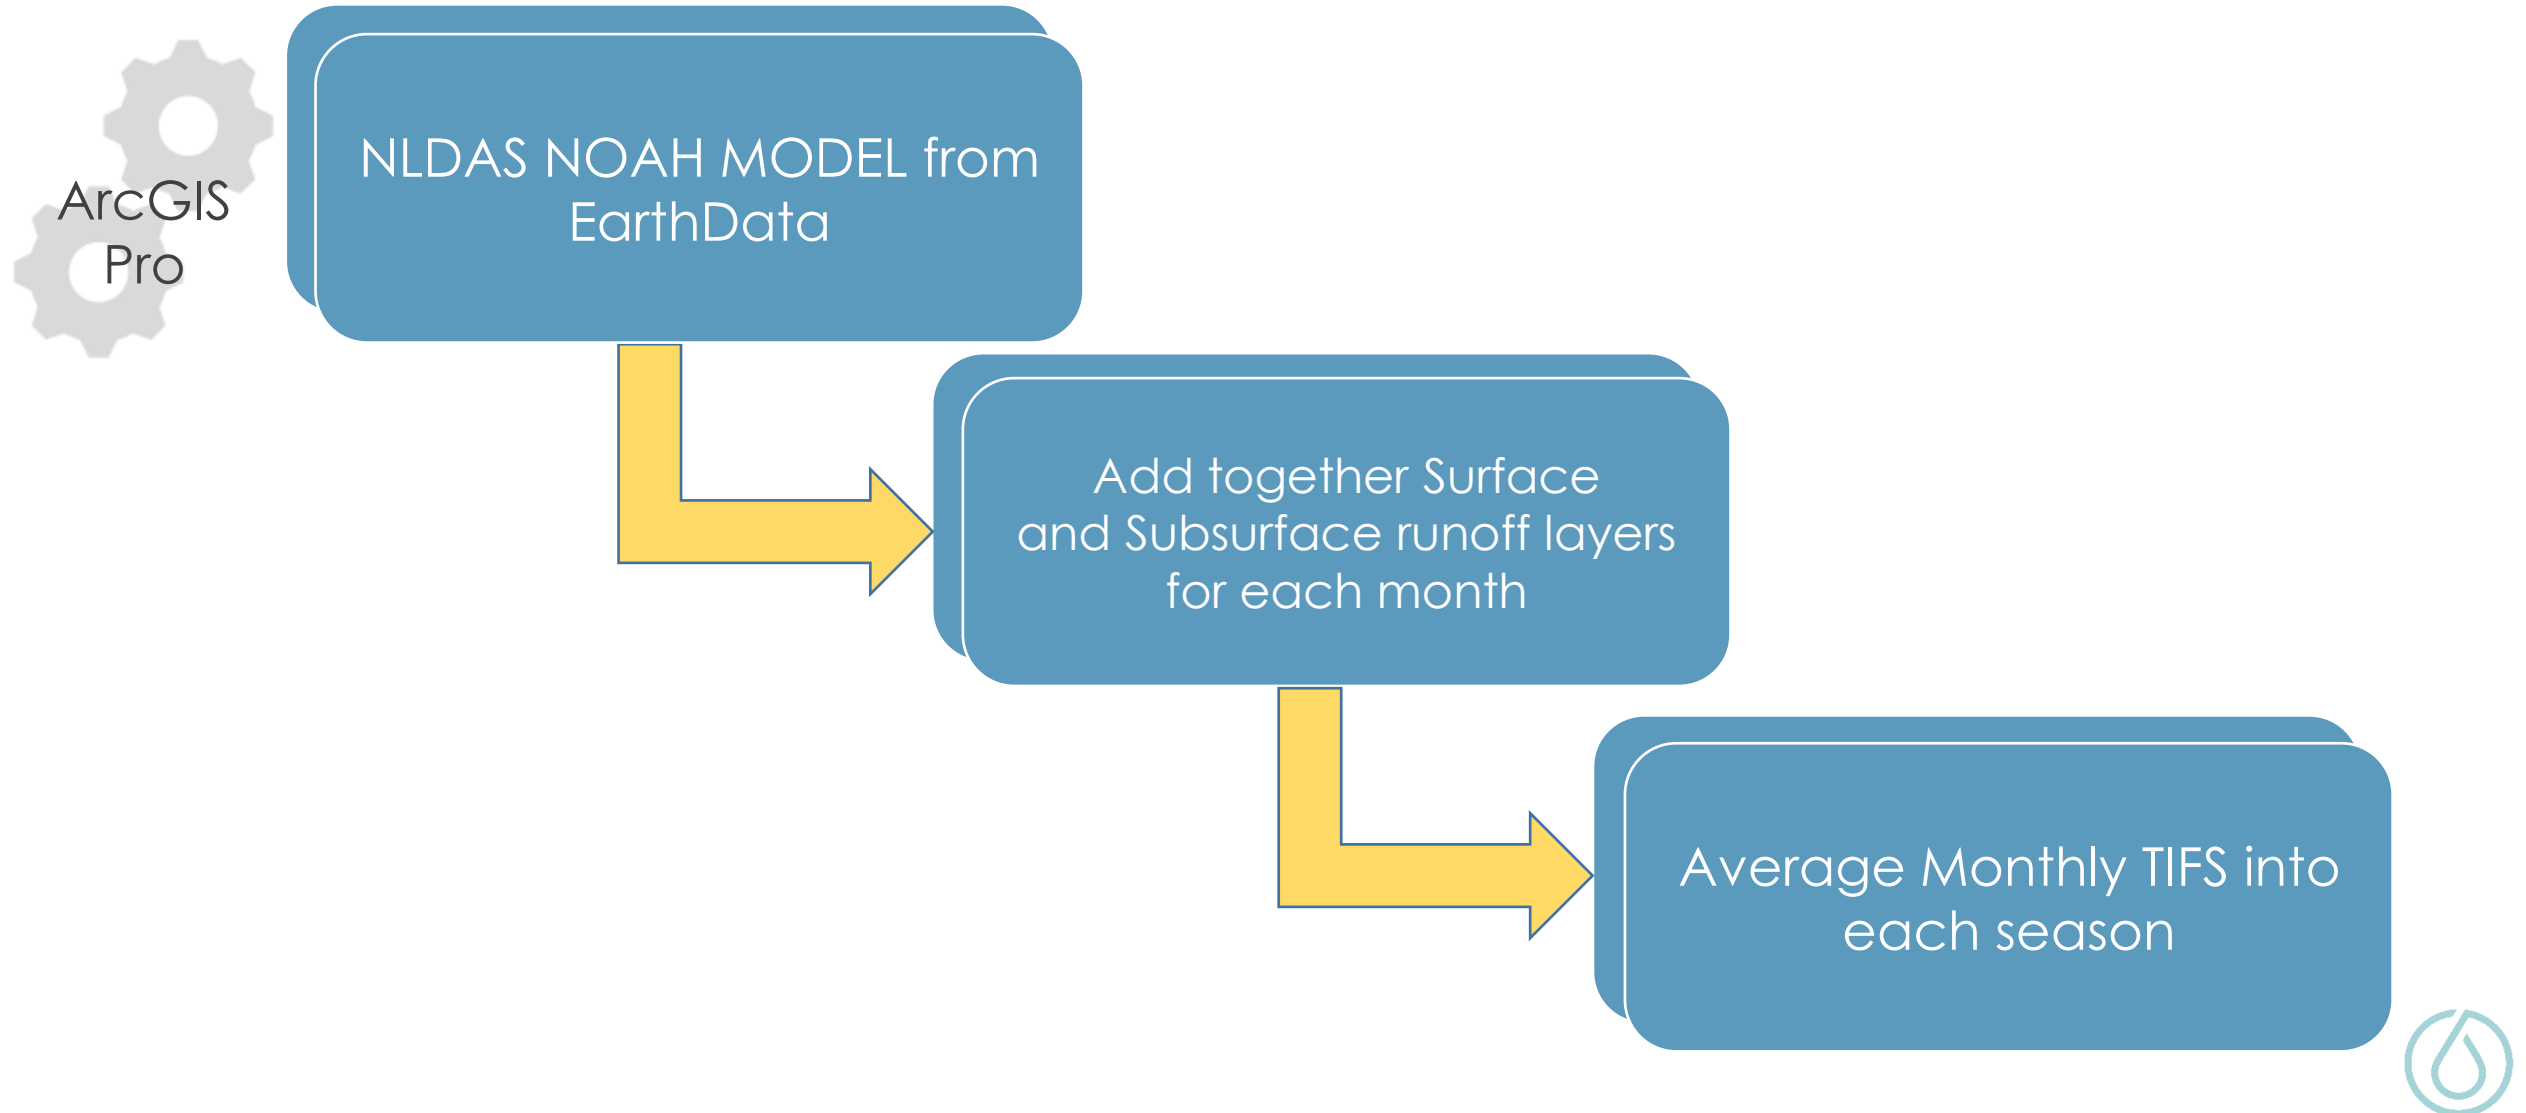 ArcGIS
Pro
NLDAS NOAH MODEL from
EarthData
Add together Surface
and Subsurface runoff layers
for each month
Average Monthly TIFS into
each season